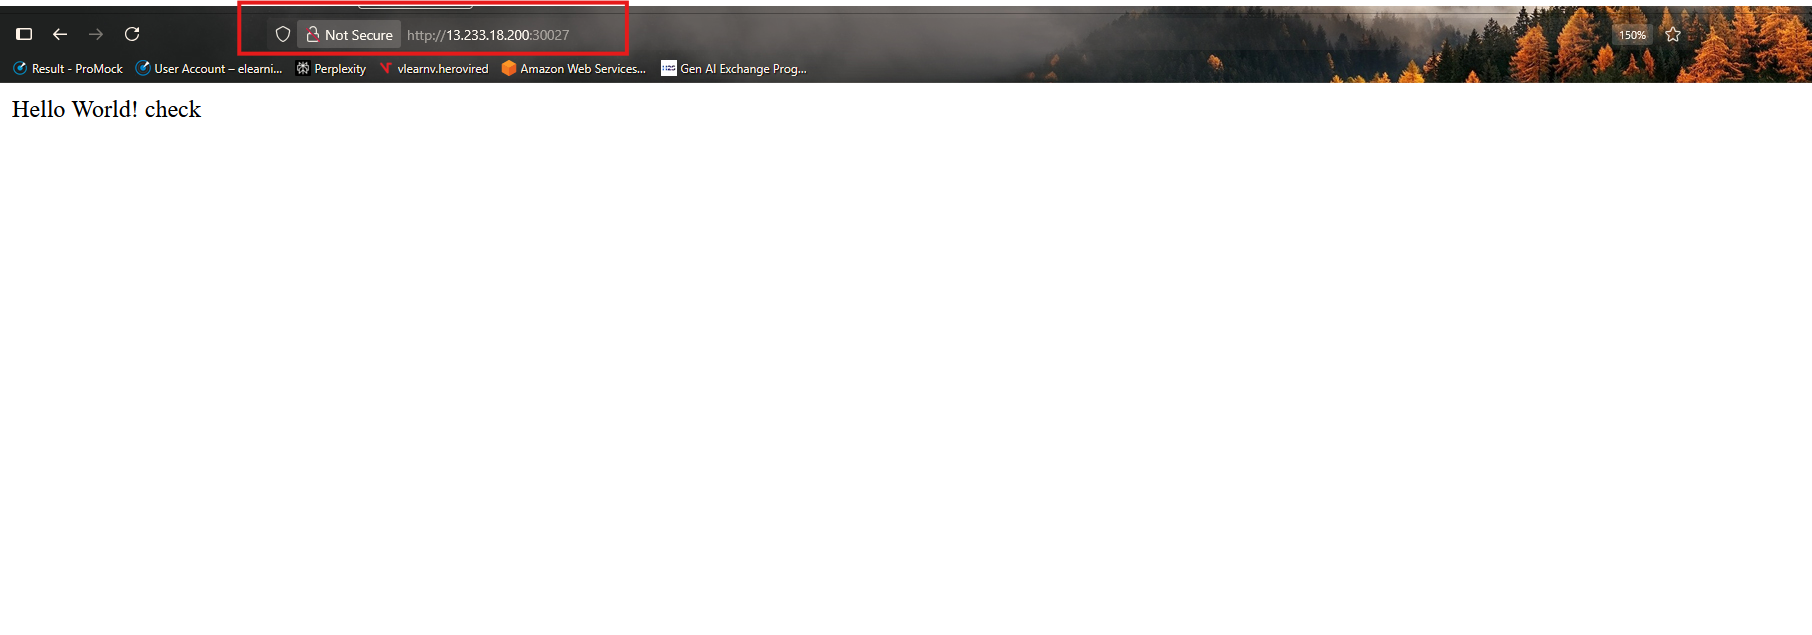 Not Secure http://13.233.18.200:30027 150%
Result - ProMock User Account – elearni... Perplexity vlearnv.herovired Amazon Web Services... Gen AI Exchange Prog...
Hello World! check